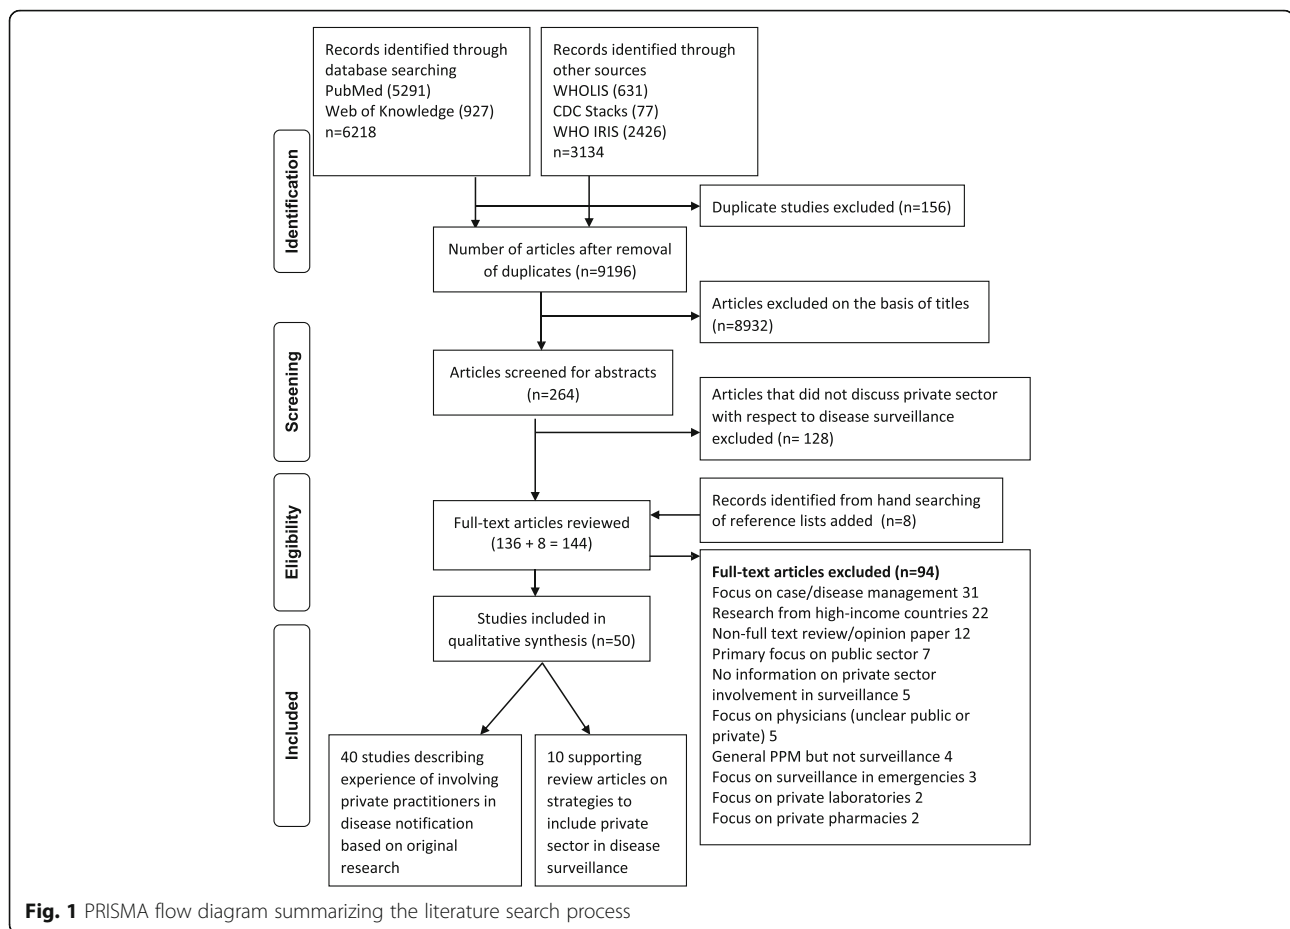 Records identified through
database searching
PubMed (5291)
Web of Knowledge (927)
n=6218
Records identified through
other sources
WHOLIS (631)
CDC Stacks (77)
WHO IRIS (2426)
n=3134
Identification
Duplicate studies excluded (n=156)
Number of articles after removal
of duplicates (n=9196)
Articles excluded on the basis of titles
(n=8932)
Screening
Articles screened for abstracts
(n=264)
Articles that did not discuss private sector
with respect to disease surveillance
excluded (n= 128)
Eligibility
Records identified from hand searching
of reference lists added (n=8)
Full-text articles reviewed
(136 + 8 = 144)
Full-text articles excluded (n=94)
Focus on case/disease management 31
Research from high-income countries 22
Non-full text review/opinion paper 12
Primary focus on public sector 7
No information on private sector
involvement in surveillance 5
Focus on physicians (unclear public or
private) 5
General PPM but not surveillance 4
Focus on surveillance in emergencies 3
Focus on private laboratories 2
Focus on private pharmacies 2
Studies included in
qualitative synthesis (n=50)
Included
40 studies describing
experience of involving
private practitioners in
disease notification
based on original
research
10 supporting
review articles on
strategies to
include private
sector in disease
surveillance
Fig. 1 PRISMA flow diagram summarizing the literature search process